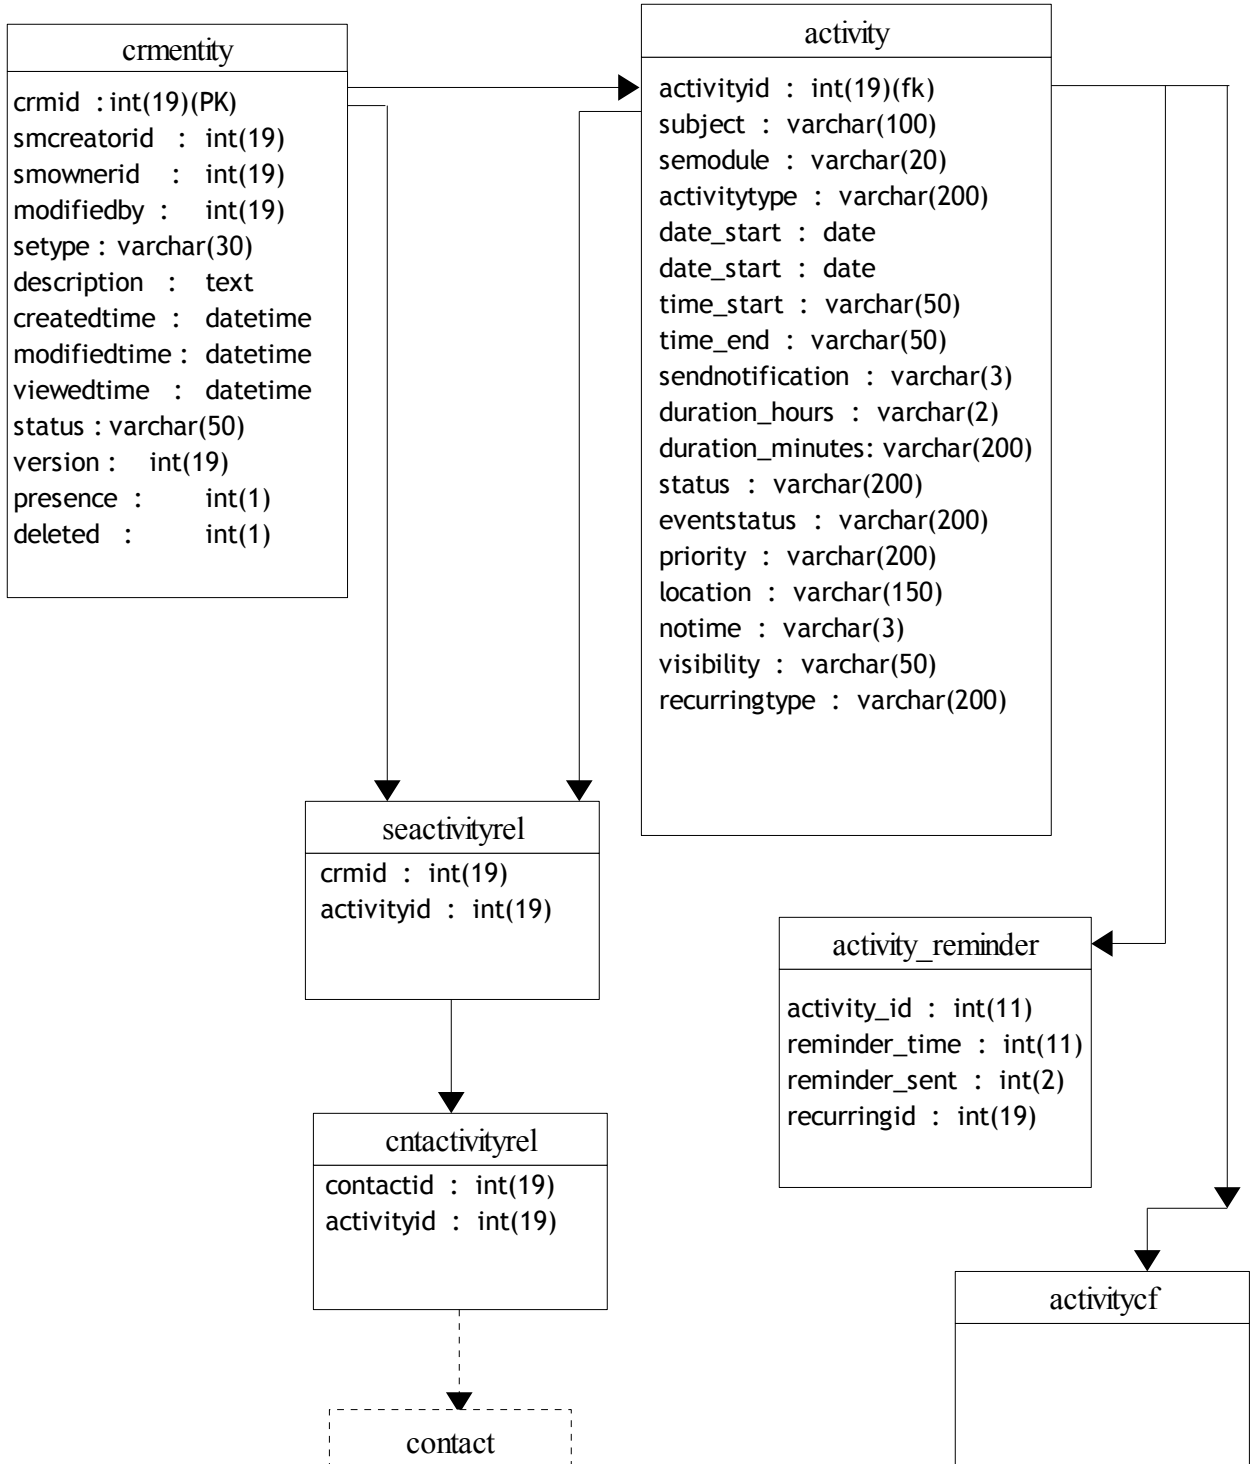 crmentity
crmid : int(19)(PK)
smcreatorid : int(19)
smownerid : int(19)
modifiedby : int(19)
setype : varchar(30)
description : text
createdtime : datetime
modifiedtime : datetime
viewedtime : datetime
status : varchar(50)
version : int(19)
presence : int(1)
deleted : int(1)
activity
activityid : int(19)(fk)
subject : varchar(100)
semodule : varchar(20)
activitytype : varchar(200)
date_start : date
date_start : date
time_start : varchar(50)
time_end : varchar(50)
sendnotification : varchar(3)
duration_hours : varchar(2)
duration_minutes: varchar(200)
status : varchar(200)
eventstatus : varchar(200)
priority : varchar(200)
location : varchar(150)
notime : varchar(3)
visibility : varchar(50)
recurringtype : varchar(200)
seactivityrel
crmid : int(19)
activityid : int(19)
activity_reminder
activity_id : int(11)
reminder_time : int(11)
reminder_sent : int(2)
recurringid : int(19)
cntactivityrel
contactid : int(19)
activityid : int(19)
activitycf
contact